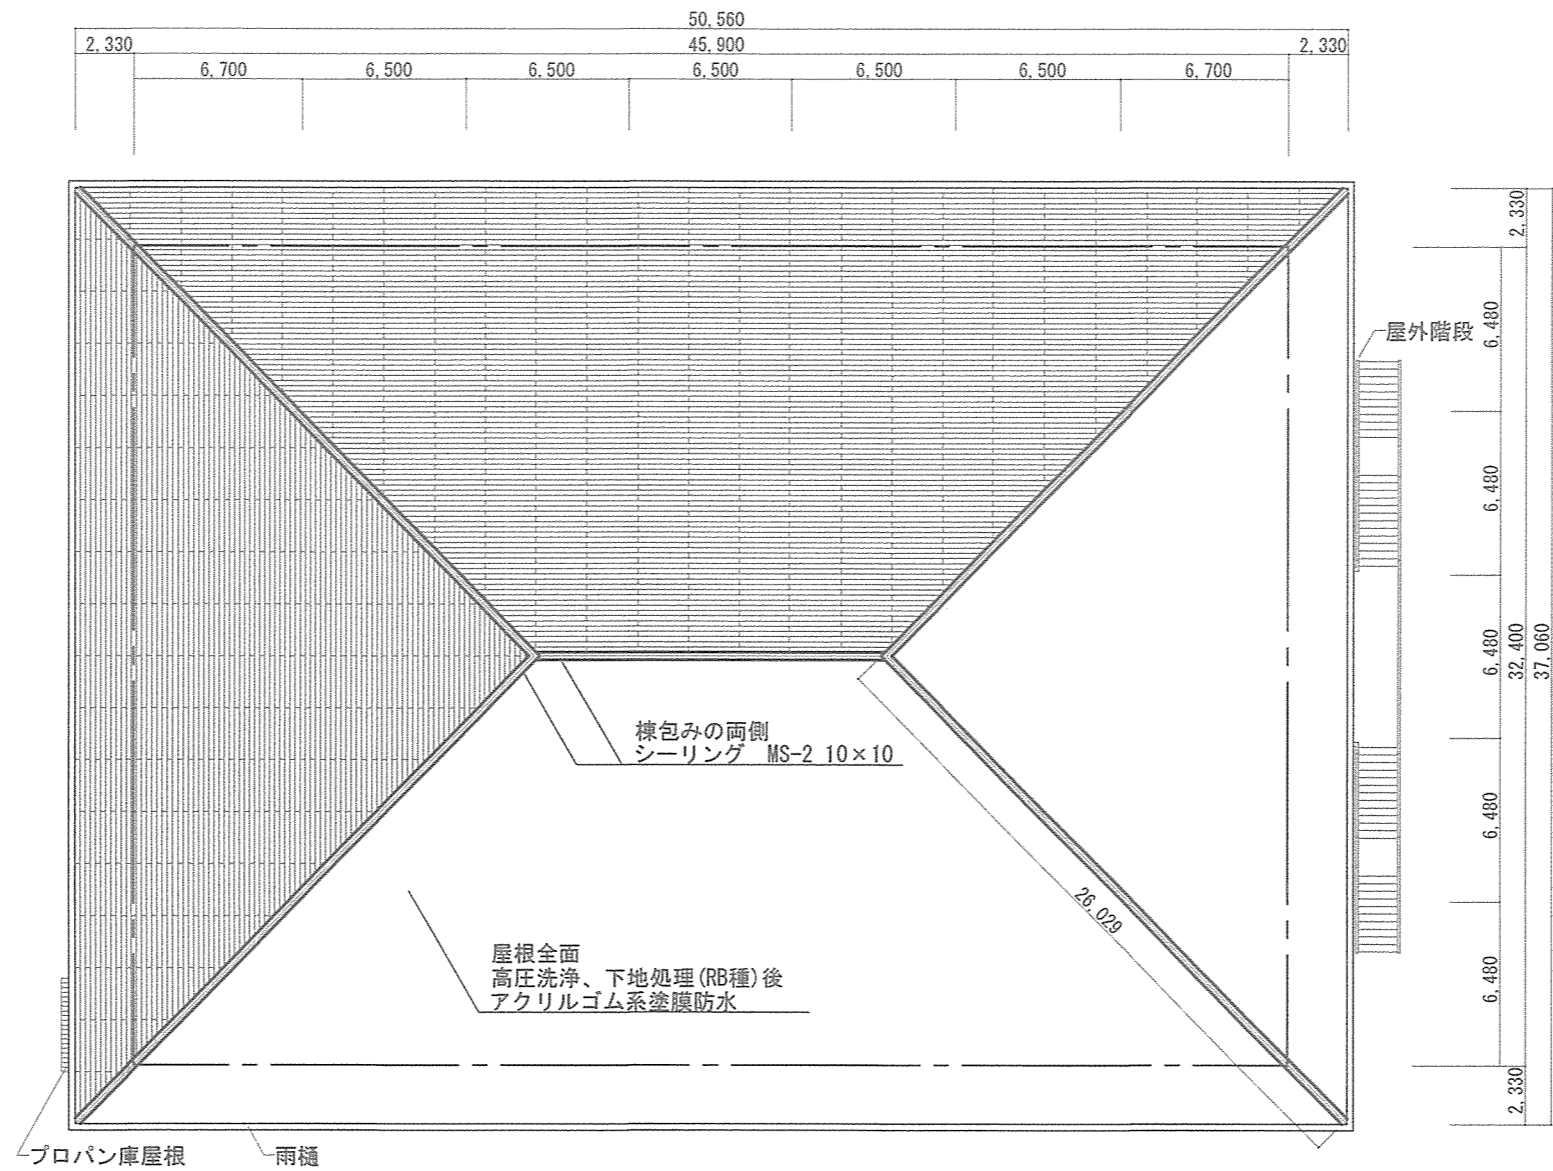 50,560
2,330
45,900
2,330
6,700
6,500
6,500
6,500
6,500
6,500
6,700
2,330
屋外階段
6,480
6,480
6,480
32,400
37,060
6,480
6,480
2,330
棟包みの両側
シーリング MS-2 10×10
26,029
屋根全面
高圧洗浄、下地処理(RB種)後
アクリルゴム系塗膜防水
プロパン庫屋根
雨樋